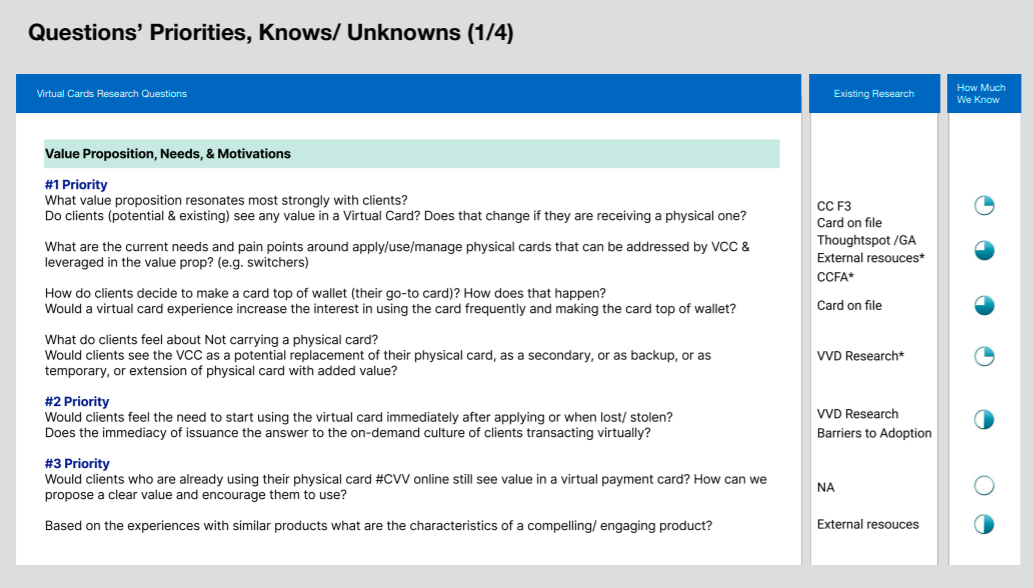 Questions’ Priorities, Knows/ Unknowns (1/4)
Virtual Cards Research Questions
Existing Research
How Much
We Know
Value Proposition, Needs, & Motivations
#1 Priority
What value proposition resonates most strongly with clients?
Do clients (potential & existing) see any value in a Virtual Card? Does that change if they are receiving a physical one?
CC F3
Card on file
What are the current needs and pain points around apply/use/manage physical cards that can be addressed by VCC &
leveraged in the value prop? (e.g. switchers)
Thoughtspot /GA
External resouces*
CCFA*
How do clients decide to make a card top of wallet (their go-to card)? How does that happen?
Would a virtual card experience increase the interest in using the card frequently and making the card top of wallet?
Card on file
What do clients feel about Not carrying a physical card?
Would clients see the VCC as a potential replacement of their physical card, as a secondary, or as backup, or as
temporary, or extension of physical card with added value?
VVD Research*
#2 Priority
Would clients feel the need to start using the virtual card immediately after applying or when lost/ stolen?
Does the immediacy of issuance the answer to the on-demand culture of clients transacting virtually?
VVD Research
Barriers to Adoption
#3 Priority
Would clients who are already using their physical card #CVV online still see value in a virtual payment card? How can we
propose a clear value and encourage them to use?
NA
Based on the experiences with similar products what are the characteristics of a compelling/ engaging product?
External resouces